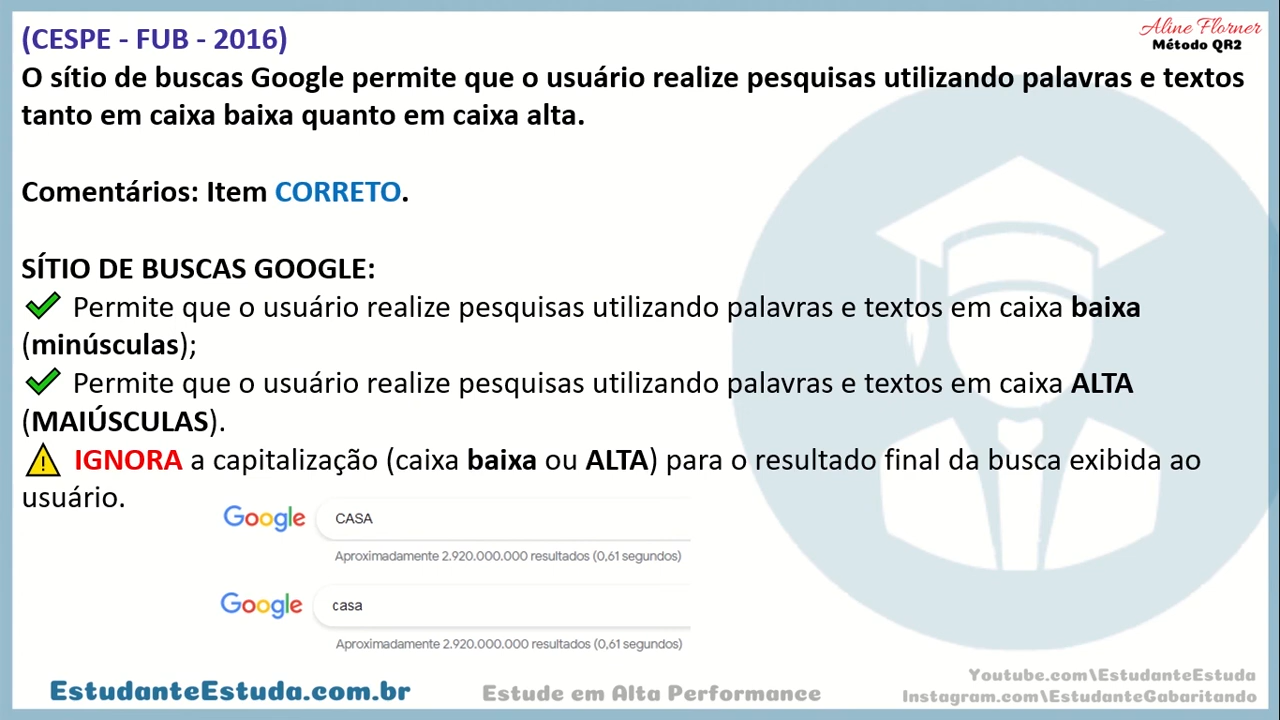 (CESPE - FUB - 2016)
Aline Florner
Método QR2
O sítio de buscas Google permite que o usuário realize pesquisas utilizando palavras e textos
tanto em caixa baixa quanto em caixa alta.
Comentários: Item CORRETO.
SÍTIO DE BUSCAS GOOGLE:
Permite que o usuário realize pesquisas utilizando palavras e textos em caixa baixa
(minúsculas);
Permite que o usuário realize pesquisas utilizando palavras e textos em caixa ALTA
(MAIÚSCULAS).
IGNORA a capitalização (caixa baixa ou ALTA) para o resultado final da busca exibida ao
usuário.
Google CASA
Aproximadamente 2.920.000.000 resultados (0,61 segundos)
Google casa
Aproximadamente 2.920.000.000 resultados (0,61 segundos)
EstudanteEstuda.com.br
Estude em Alta Performance
Youtube.com/EstudanteEstuda
Instagram.com/EstudanteGabaritando